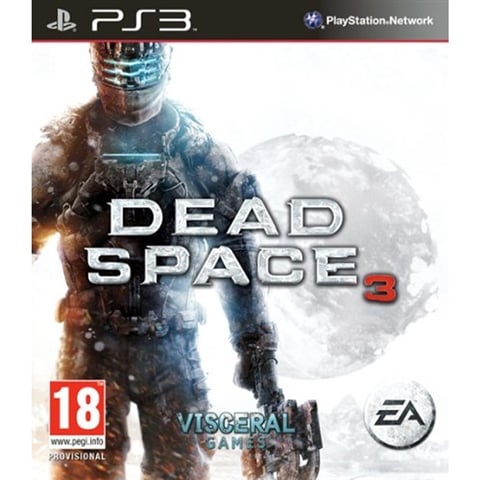 PS3
PlayStation®Network
DEAD
SPACE 3
18
www.pegi.info
PROVISIONAL
VISCERAL
GAMES
EA